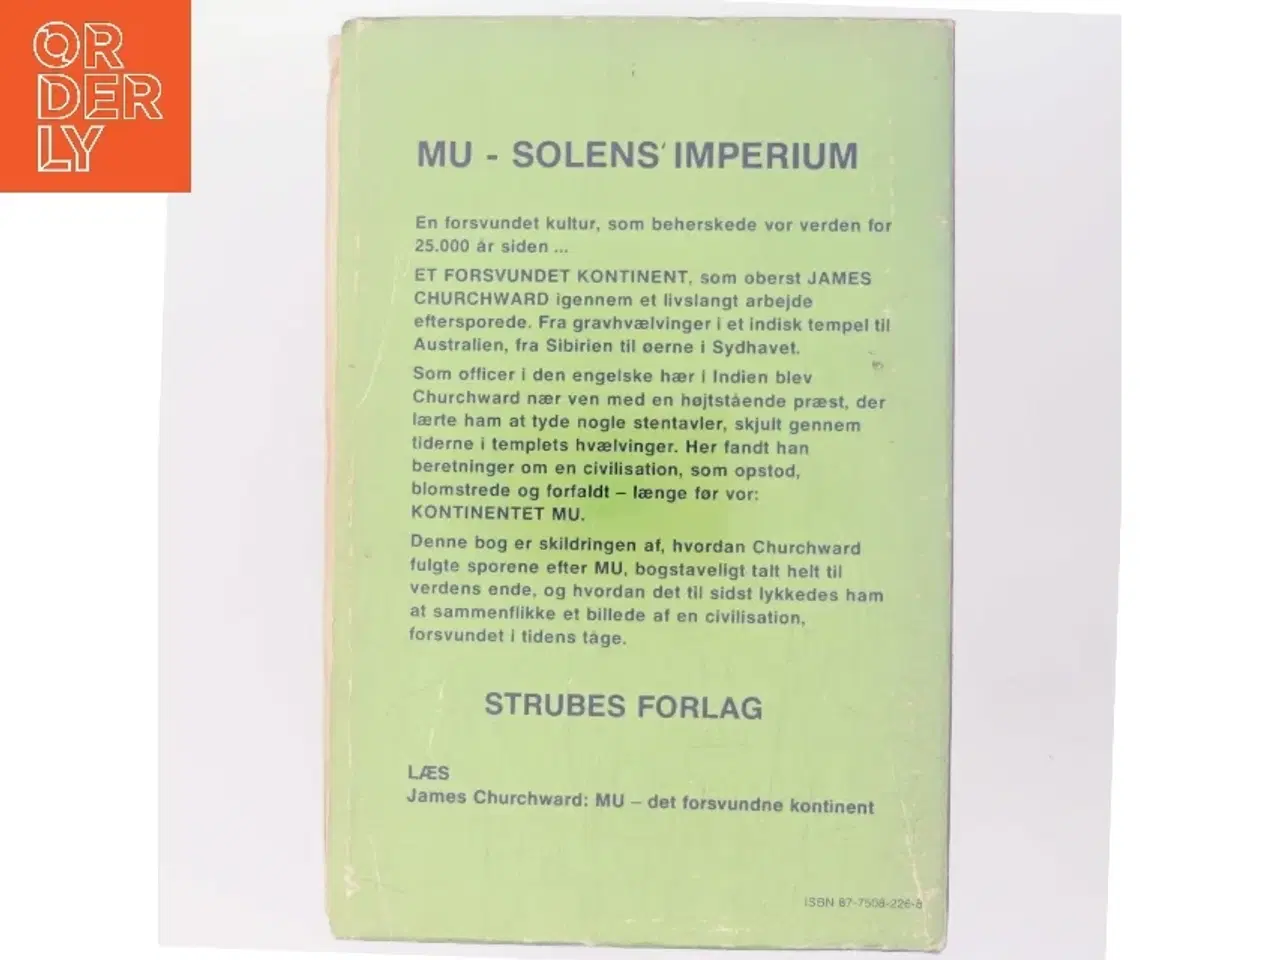 ORDERLY
MU - SOLENS' IMPERIUM
En forsvundet kultur, som beherskede vor verden for
25.000 år siden ...
ET FORSVUNDET KONTINENT, som oberst JAMES
CHURCHWARD igennem et livslangt arbejde
eftersporede. Fra gravhvælvinger i et indisk tempel til
Australien, fra Sibirien til øerne i Sydhavet.
Som officer i den engelske hær i Indien blev
Churchward nær ven med en højtstående præst, der
lærte ham at tyde nogle stentavler, skjult gennem
tiderne i templets hvælvinger. Her fandt han
beretninger om en civilisation, som opstod,
blomstrede og forfaldt – længe før vor:
KONTINENTET MU.
Denne bog er skildringen af, hvordan Churchward
fulgte sporene efter MU, bogstaveligt talt helt til
verdens ende, og hvordan det til sidst lykkedes ham
at sammenflikke et billede af en civilisation,
forsvundet i tidens tåge.
STRUBES FORLAG
LÆS
James Churchward: MU – det forsvundne kontinent
ISBN 87-7508-226-8